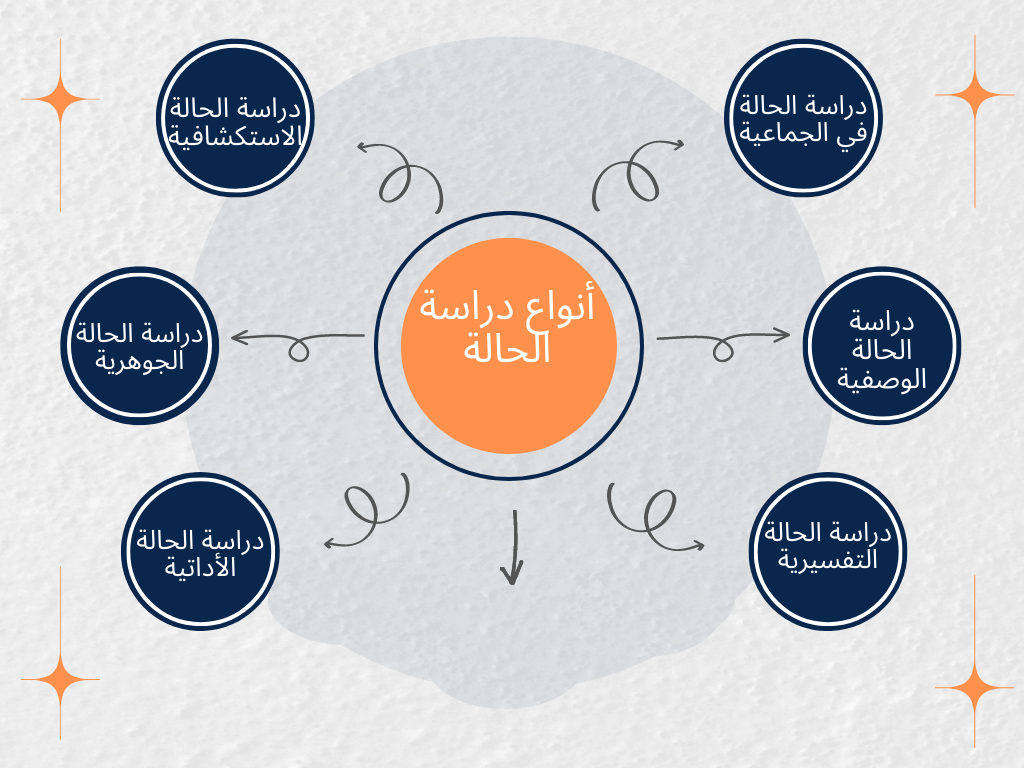 أنواع دراسة
الحالة
دراسة الحالة
في الجماعية
دراسة الحالة
الاستكشافية
دراسة
الحالة
الوصفية
دراسة الحالة
الجوهرية
دراسة الحالة
التفسيرية
دراسة الحالة
الأداتية